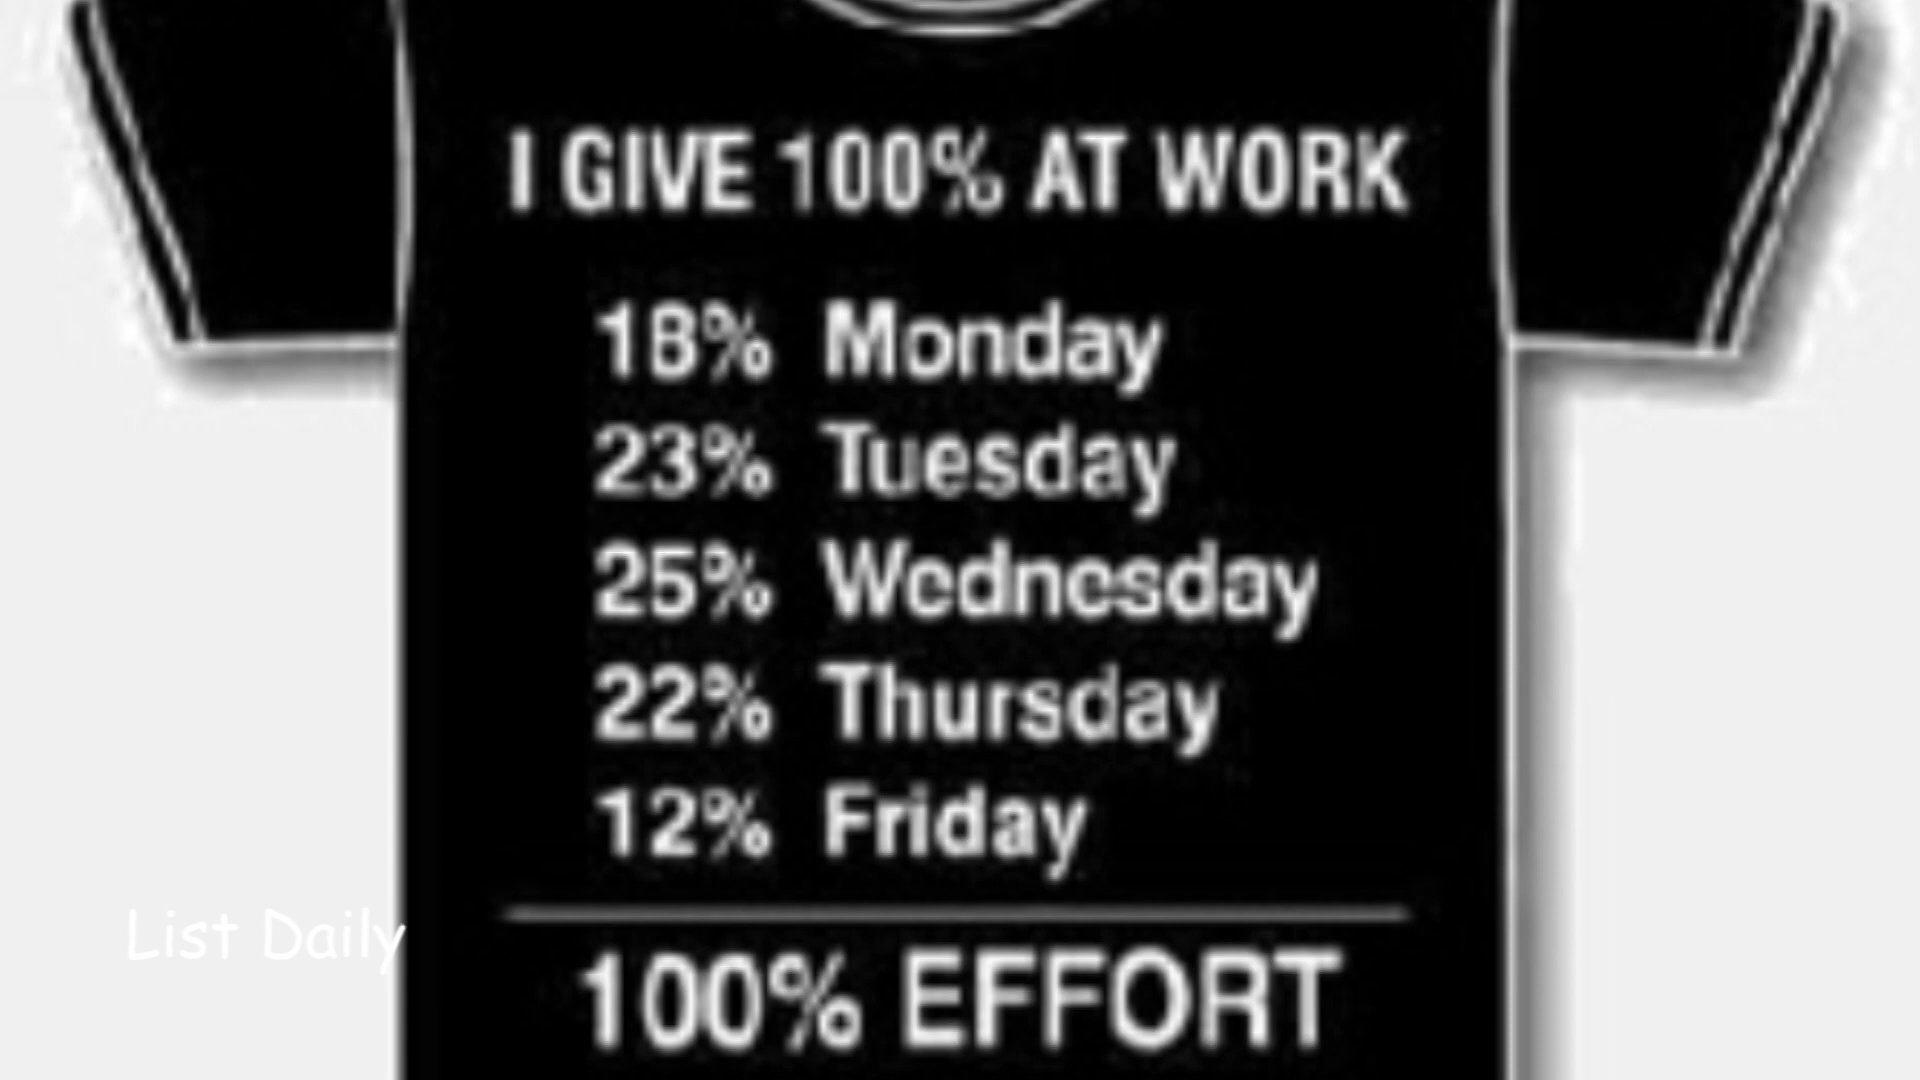 I GIVE 100% AT WORK
18% Monday
23% Tuesday
25% Wednesday
22% Thursday
12% Friday
100% EFFORT
List Daily